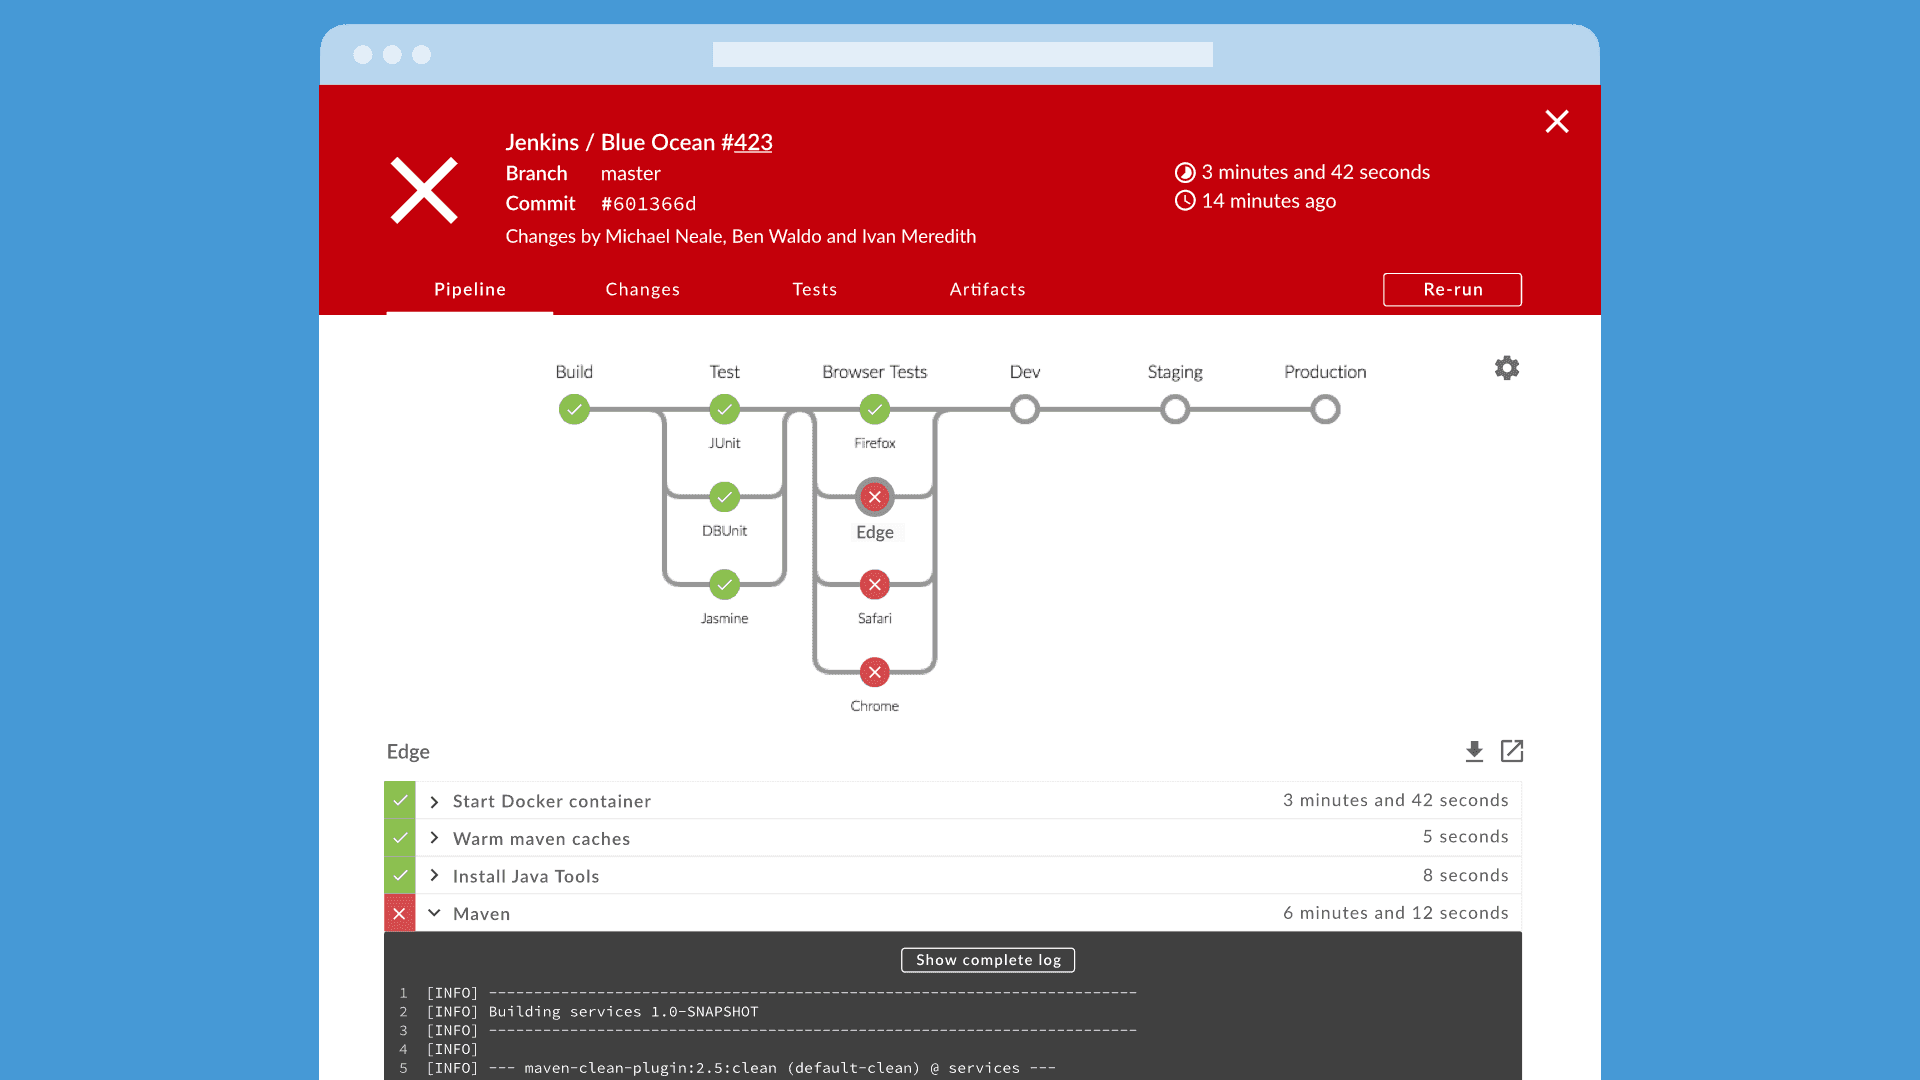 Jenkins / Blue Ocean #423
Branch master
Commit #601366d
Changes by Michael Neale, Ben Waldo and Ivan Meredith
3 minutes and 42 seconds
14 minutes ago
Pipeline Changes Tests Artifacts Re-run
Build Test Browser Tests Dev Staging Production
JUnit Firefox
DBUnit Edge
Jasmine Safari
Chrome
Edge
Start Docker container 3 minutes and 42 seconds
Warm maven caches 5 seconds
Install Java Tools 8 seconds
Maven 6 minutes and 12 seconds
Show complete log
1 [INFO] ------------------------------------------------------------------------
2 [INFO] Building services 1.0-SNAPSHOT
3 [INFO] ------------------------------------------------------------------------
4 [INFO]
5 [INFO] --- maven-clean-plugin:2.5:clean (default-clean) @ services ---